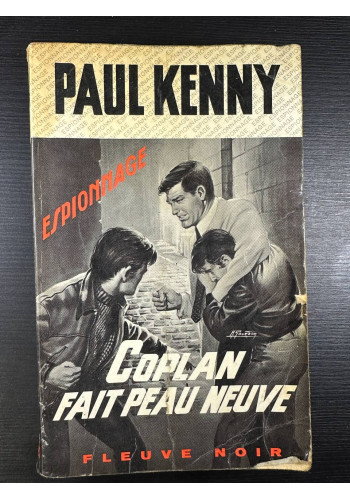 PAUL KENNY
ESPIONNAGE
COPLAN
FAIT PEAU NEUVE
FLEUVE NOIR